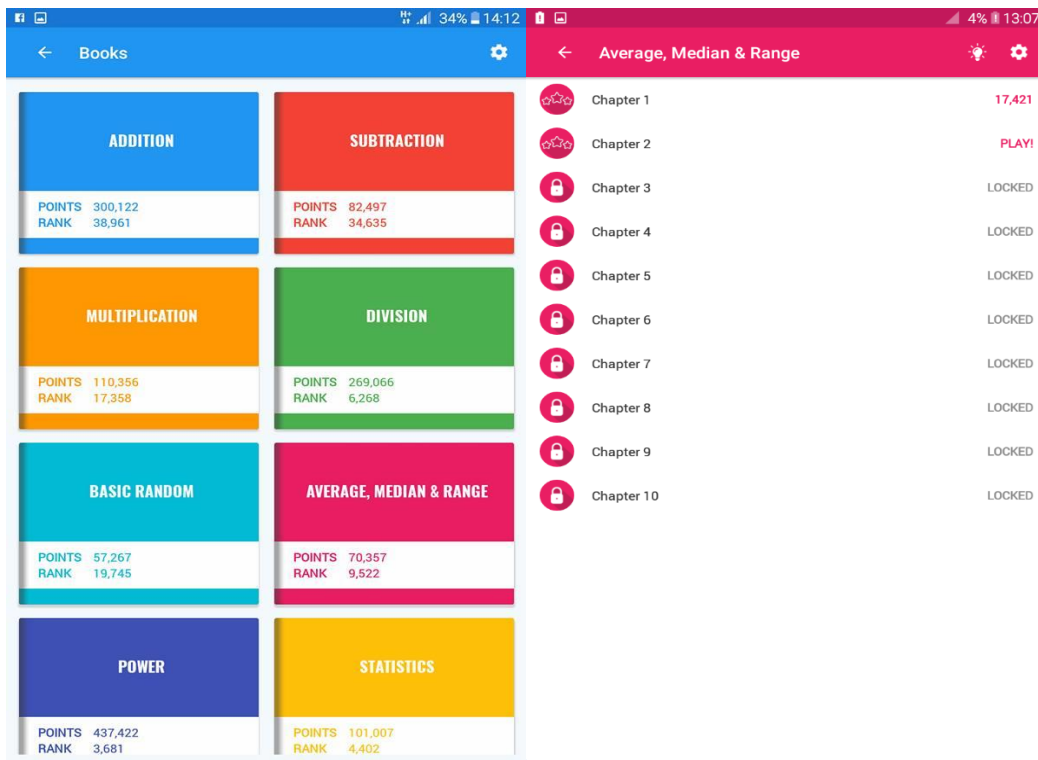 34% 14:12
Books
ADDITION
SUBTRACTION
POINTS 300,122
RANK 38,961
POINTS 82,497
RANK 34,635
MULTIPLICATION
DIVISION
POINTS 110,356
RANK 17,358
POINTS 269,066
RANK 6,268
BASIC RANDOM
AVERAGE, MEDIAN & RANGE
POINTS 57,267
RANK 19,745
POINTS 70,357
RANK 9,522
POWER
STATISTICS
POINTS 437,422
RANK 3,681
POINTS 101,007
RANK 4,402
4% 13:07
Average, Median & Range
Chapter 1 17,421
Chapter 2 PLAY!
Chapter 3 LOCKED
Chapter 4 LOCKED
Chapter 5 LOCKED
Chapter 6 LOCKED
Chapter 7 LOCKED
Chapter 8 LOCKED
Chapter 9 LOCKED
Chapter 10 LOCKED